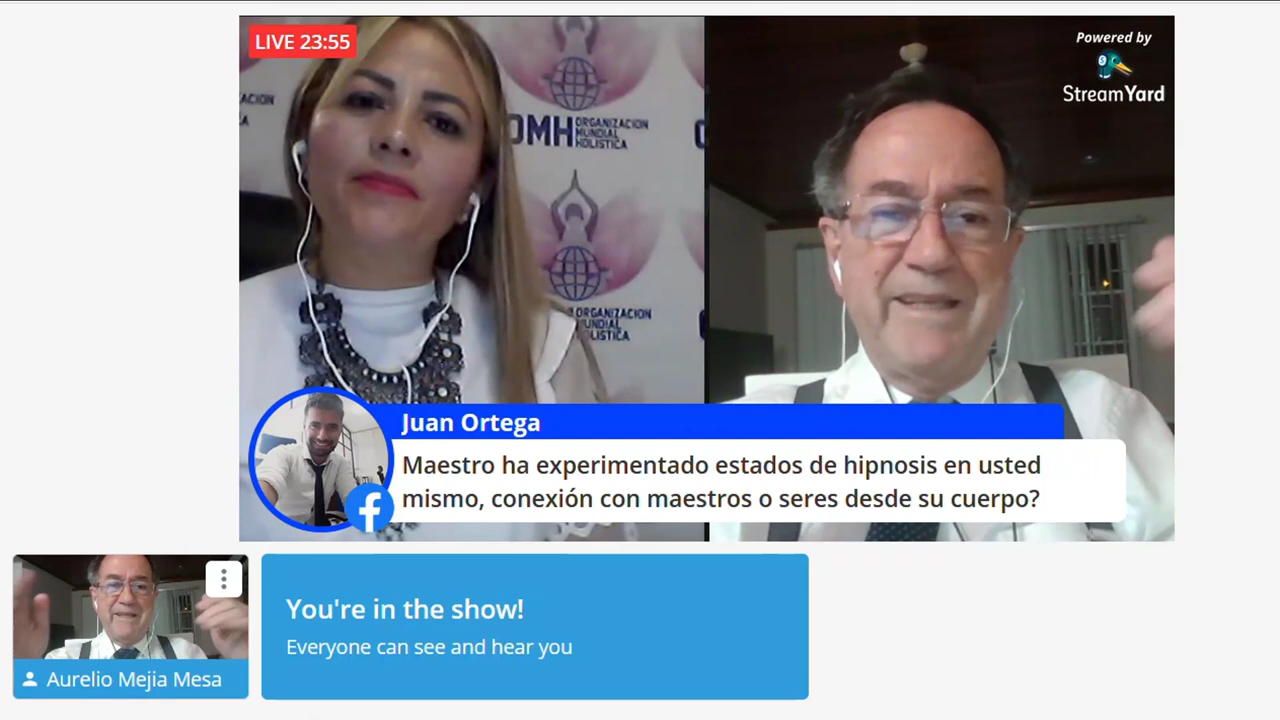 LIVE 23:55
Powered by
StreamYard
ACION
A
OMH
ORGANIZACION
MUNDIAL
HOLISTICA
ORGANIZACION
MUNDIAL
HOLISTICA
Juan Ortega
Maestro ha experimentado estados de hipnosis en usted
mismo, conexión con maestros o seres desde su cuerpo?
You're in the show!
Everyone can see and hear you
Aurelio Mejia Mesa